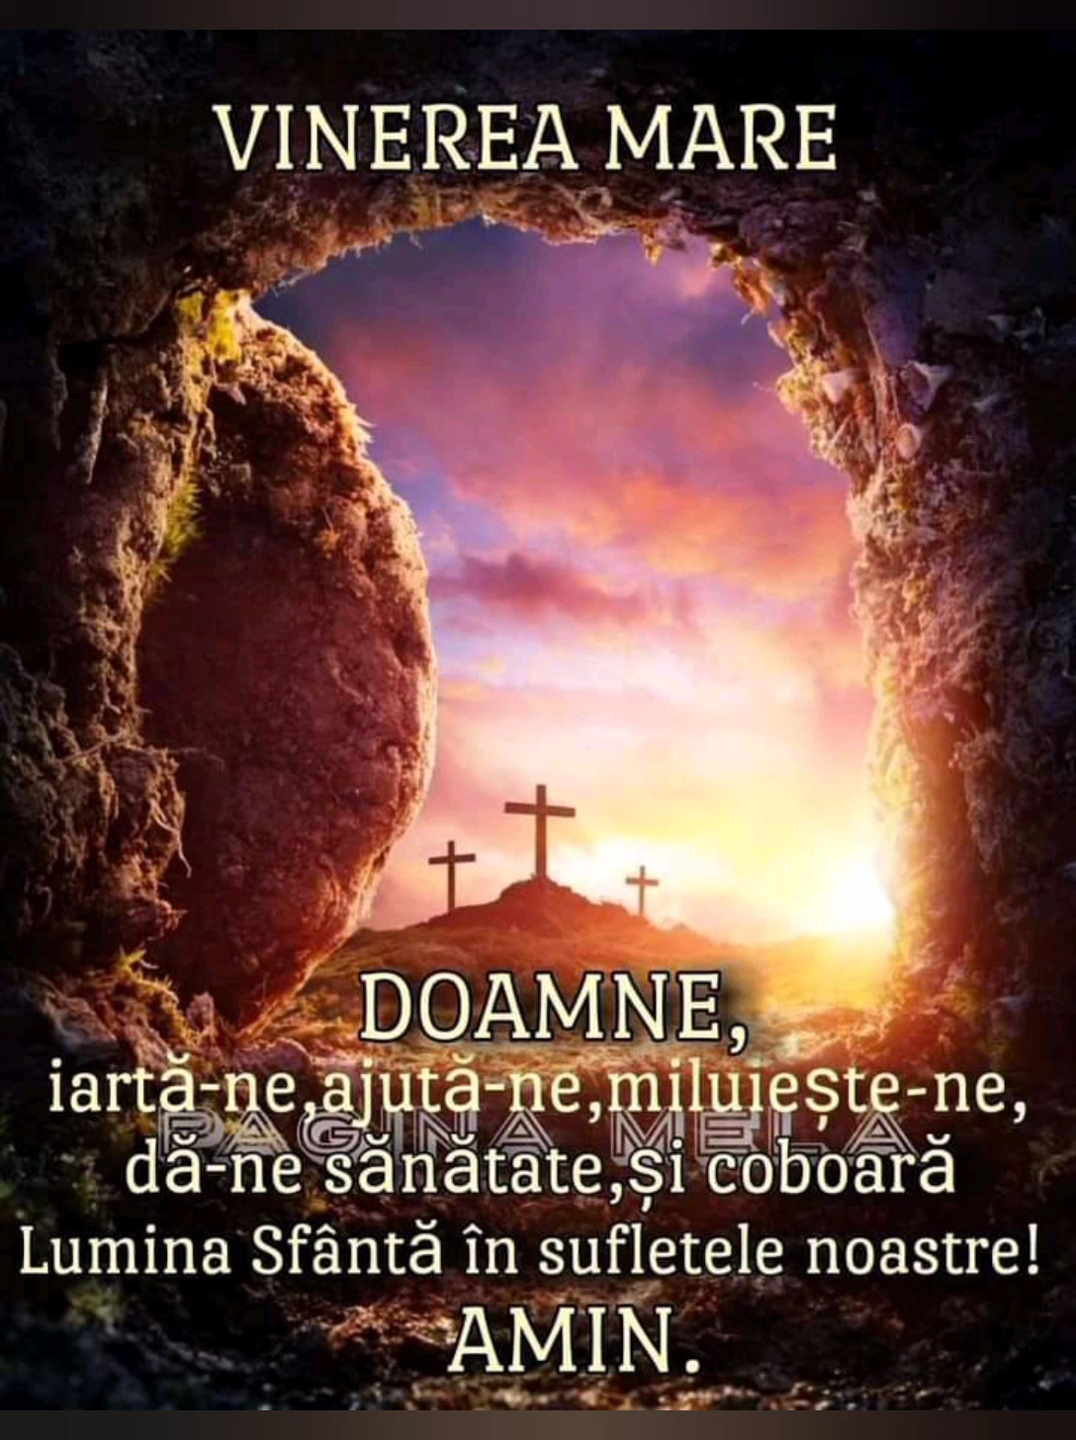 VINEREA MARE
DOAMNE,
iartă-ne,ajută-ne,miluiește-ne,
PAGINA MELA
dă-ne sănătate,și coboară
Lumina Sfântă în sufletele noastre!
AMIN.